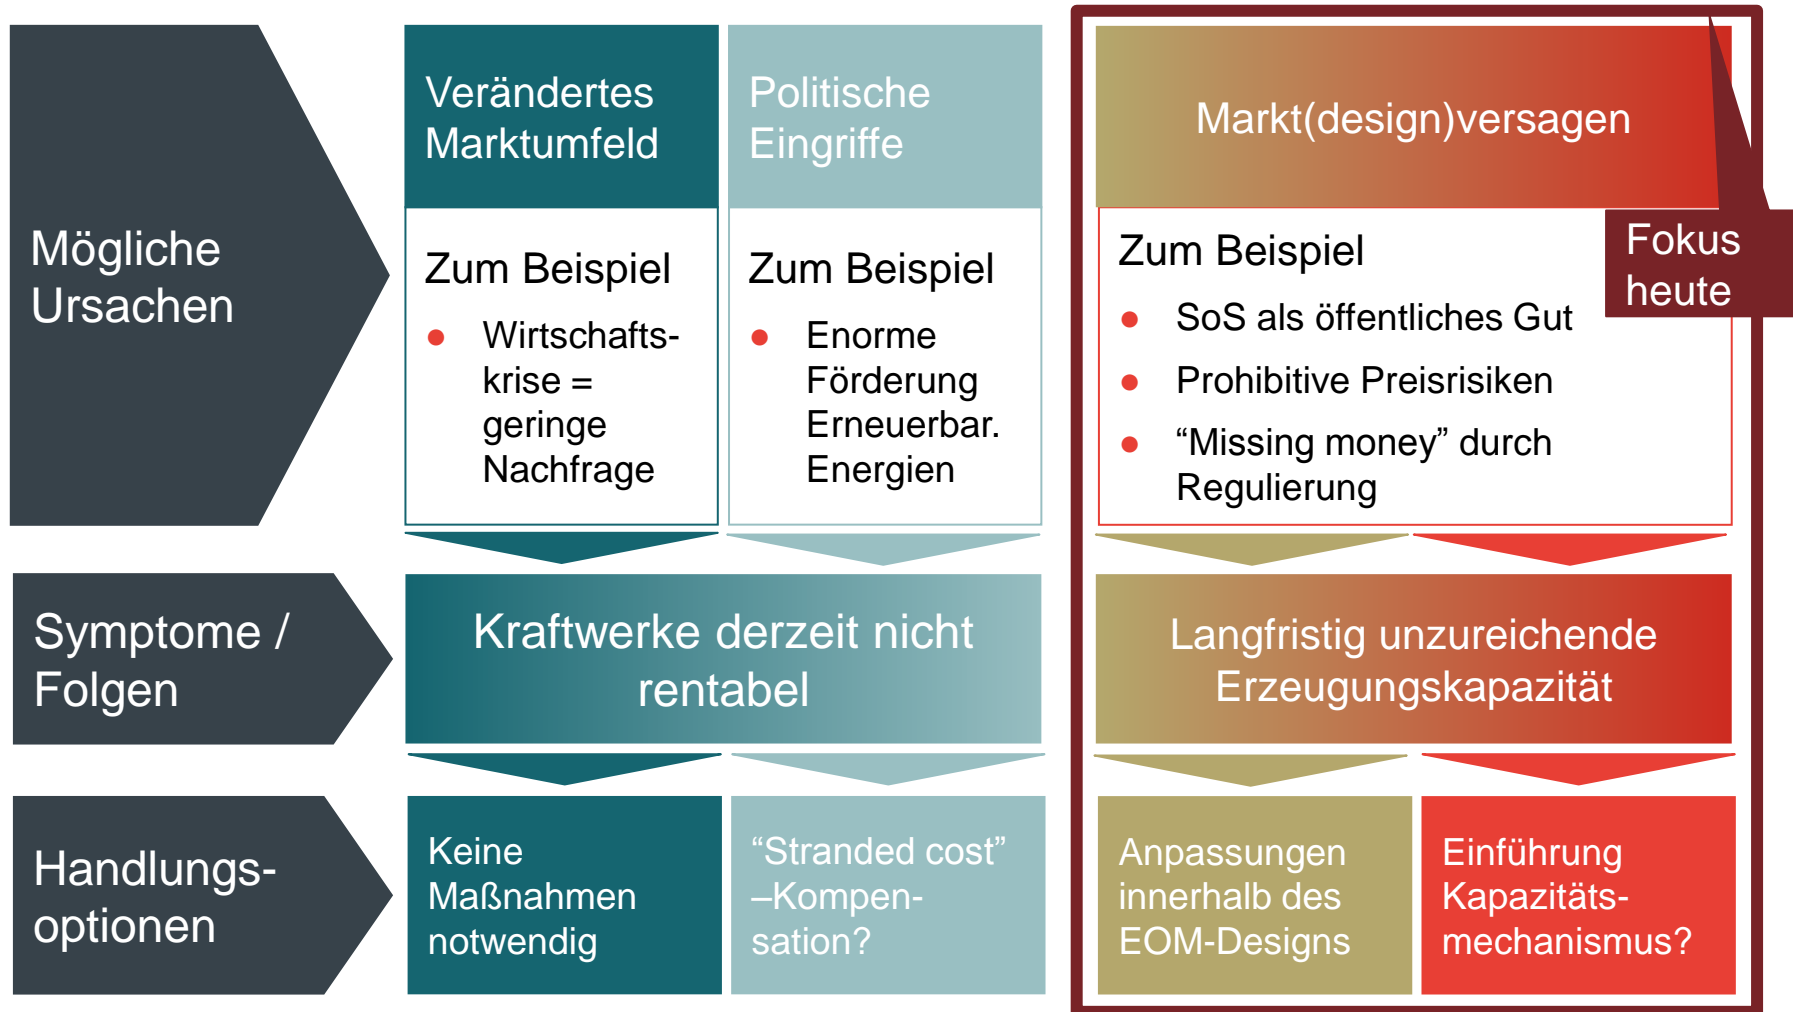 Mögliche
Ursachen
Verändertes
Marktumfeld
Zum Beispiel
● Wirtschafts-
krise =
geringe
Nachfrage
Politische
Eingriffe
Zum Beispiel
● Enorme
Förderung
Erneuerbar.
Energien
Markt(design)versagen
Zum Beispiel
● SoS als öffentliches Gut
● Prohibitive Preisrisiken
● “Missing money” durch
Regulierung
Fokus
heute
Symptome /
Folgen
Kraftwerke derzeit nicht
rentabel
Langfristig unzureichende
Erzeugungskapazität
Handlungs-
optionen
Keine
Maßnahmen
notwendig
“Stranded cost”
–Kompen-
sation?
Anpassungen
innerhalb des
EOM-Designs
Einführung
Kapazitäts-
mechanismus?